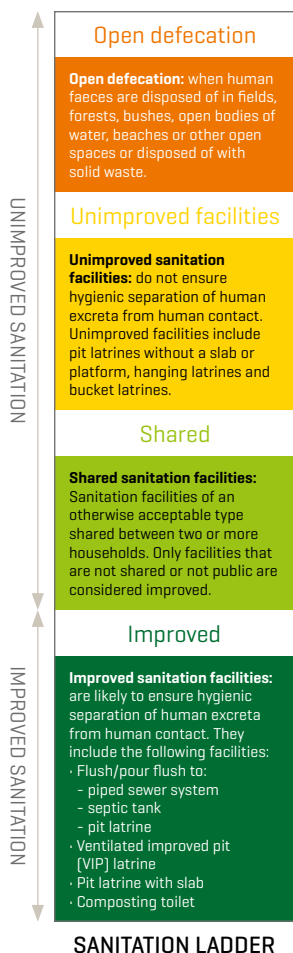 UNIMPROVED SANITATION
Open defecation
Open defecation: when human
faeces are disposed of in fields,
forests, bushes, open bodies of
water, beaches or other open
spaces or disposed of with
solid waste.
Unimproved facilities
Unimproved sanitation
facilities: do not ensure
hygienic separation of human
excreta from human contact.
Unimproved facilities include
pit latrines without a slab or
platform, hanging latrines and
bucket latrines.
Shared
Shared sanitation facilities:
Sanitation facilities of an
otherwise acceptable type
shared between two or more
households. Only facilities that
are not shared or not public are
considered improved.
IMPROVED SANITATION
Improved
Improved sanitation facilities:
are likely to ensure hygienic
separation of human excreta
from human contact. They
include the following facilities:
· Flush/pour flush to:
- piped sewer system
- septic tank
- pit latrine
· Ventilated improved pit
(VIP) latrine
· Pit latrine with slab
· Composting toilet
SANITATION LADDER